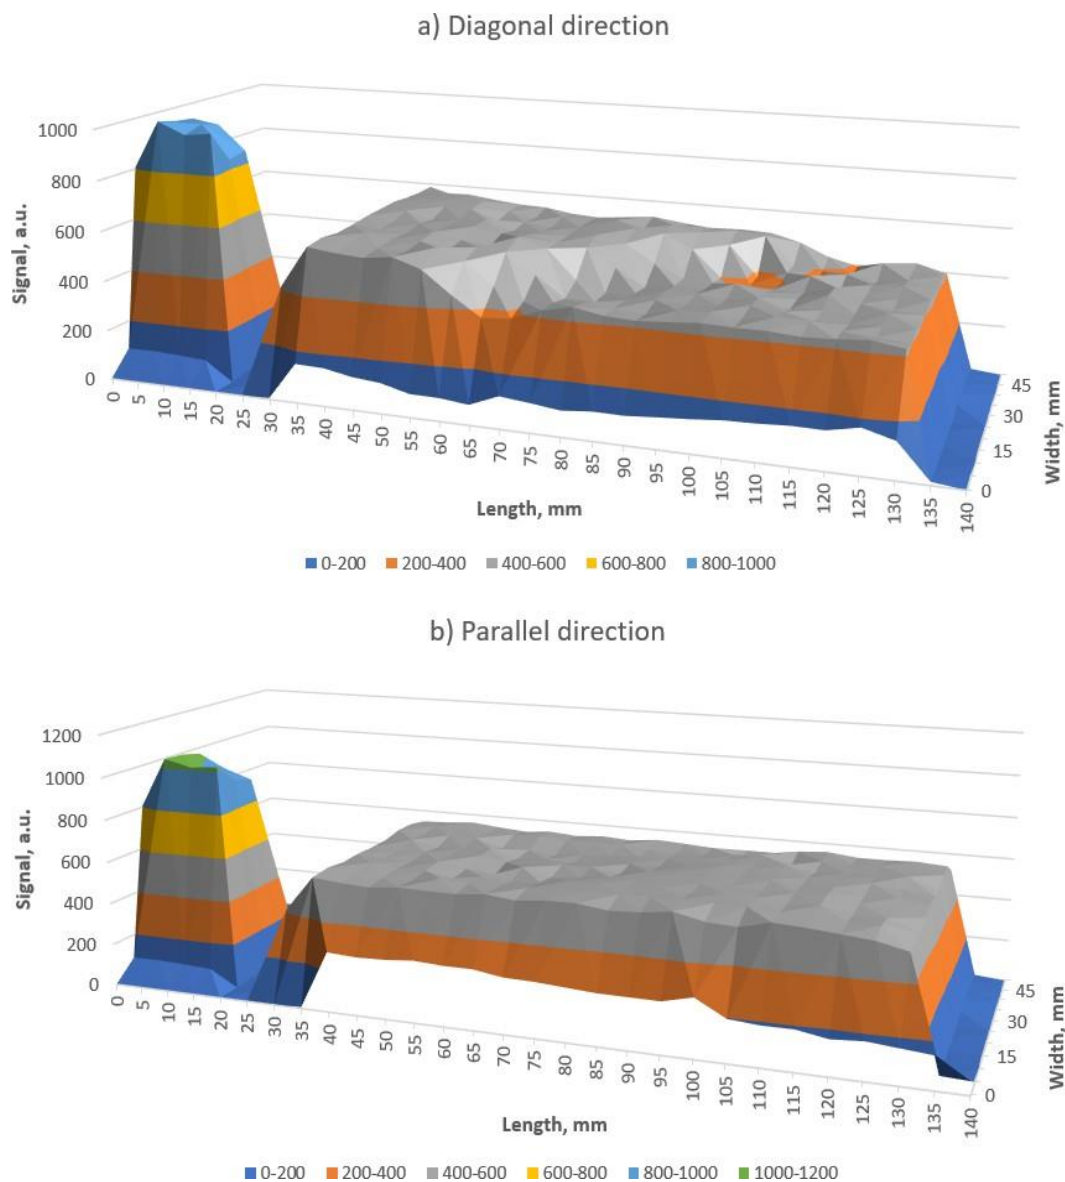 a) Diagonal direction
1000
800
600
400
200
0
Signal, a.u.
0 5 10 15 20 25 30 35 40 45 50 55 60 65 70 75 80 85 90 95 100 105 110 115 120 125 130 135 140
Length, mm
45
30
15
0
Width, mm
0-200 200-400 400-600 600-800 800-1000
b) Parallel direction
1200
1000
800
600
400
200
0
Signal, a.u.
0 5 10 15 20 25 30 35 40 45 50 55 60 65 70 75 80 85 90 95 100 105 110 115 120 125 130 135 140
Length, mm
45
30
15
0
Width, mm
0-200 200-400 400-600 600-800 800-1000 1000-1200